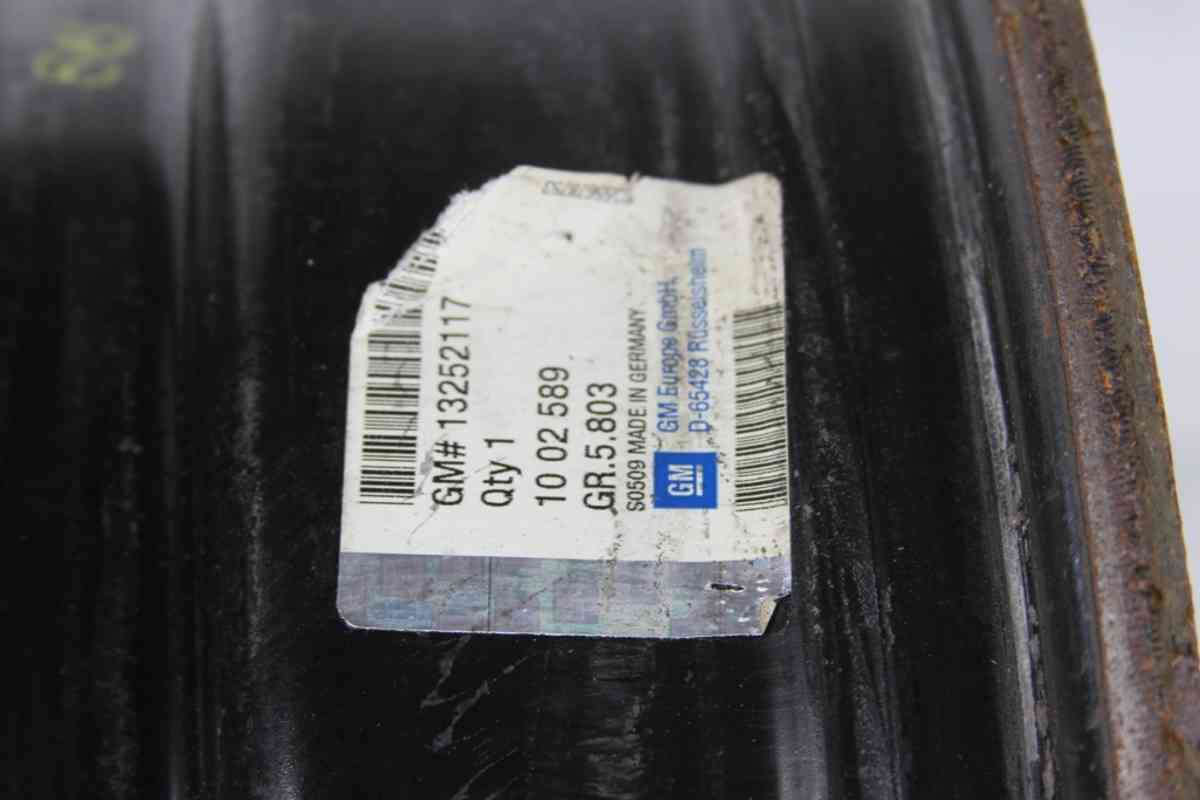 GM# 13252117
Qty 1
10 02 589
GR.5.803
S0509 MADE IN GERMANY
GM
GM Europe GmbH,
D-65428 Rüsselsheim